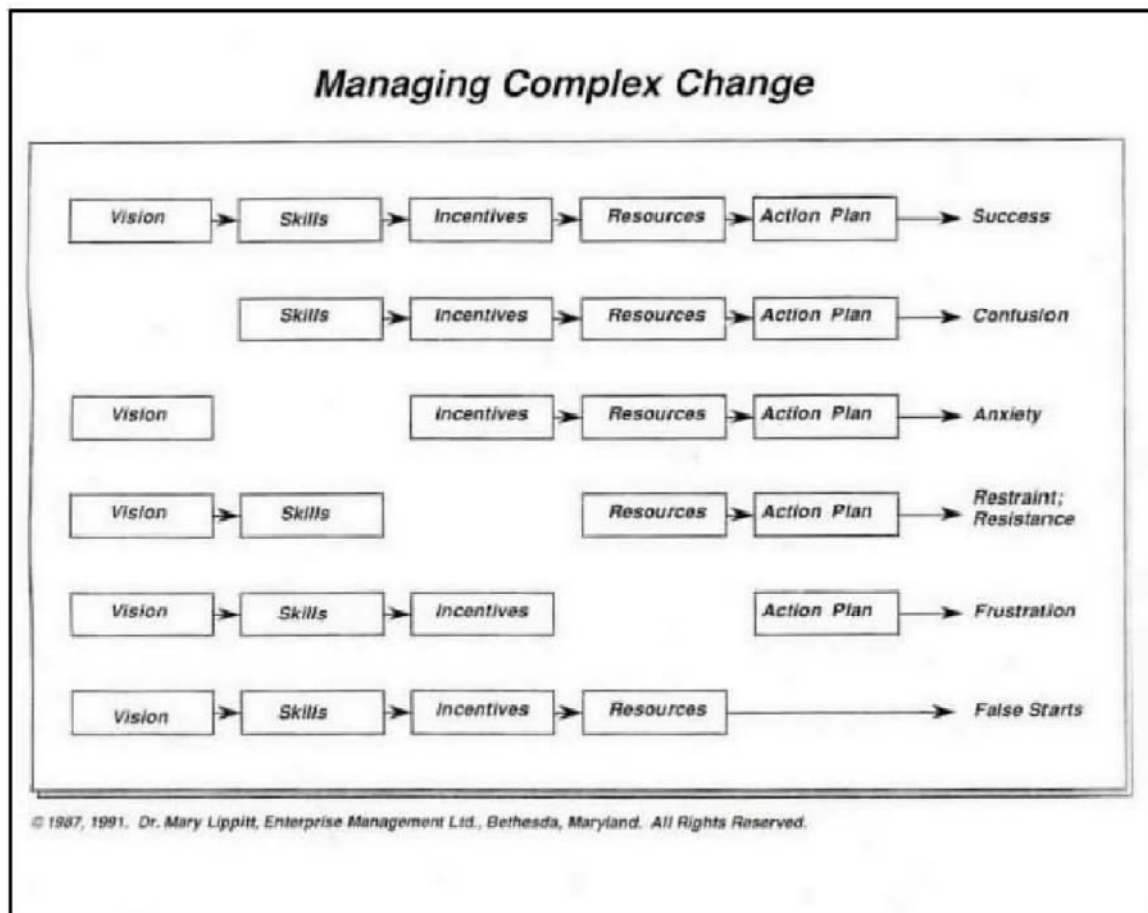 Managing Complex Change
Vision Skills Incentives Resources Action Plan Success
Skills Incentives Resources Action Plan Confusion
Vision Incentives Resources Action Plan Anxiety
Vision Skills Resources Action Plan Restraint;
Resistance
Vision Skills Incentives Action Plan Frustration
Vision Skills Incentives Resources False Starts
© 1987, 1991. Dr. Mary Lippitt, Enterprise Management Ltd., Bethesda, Maryland. All Rights Reserved.